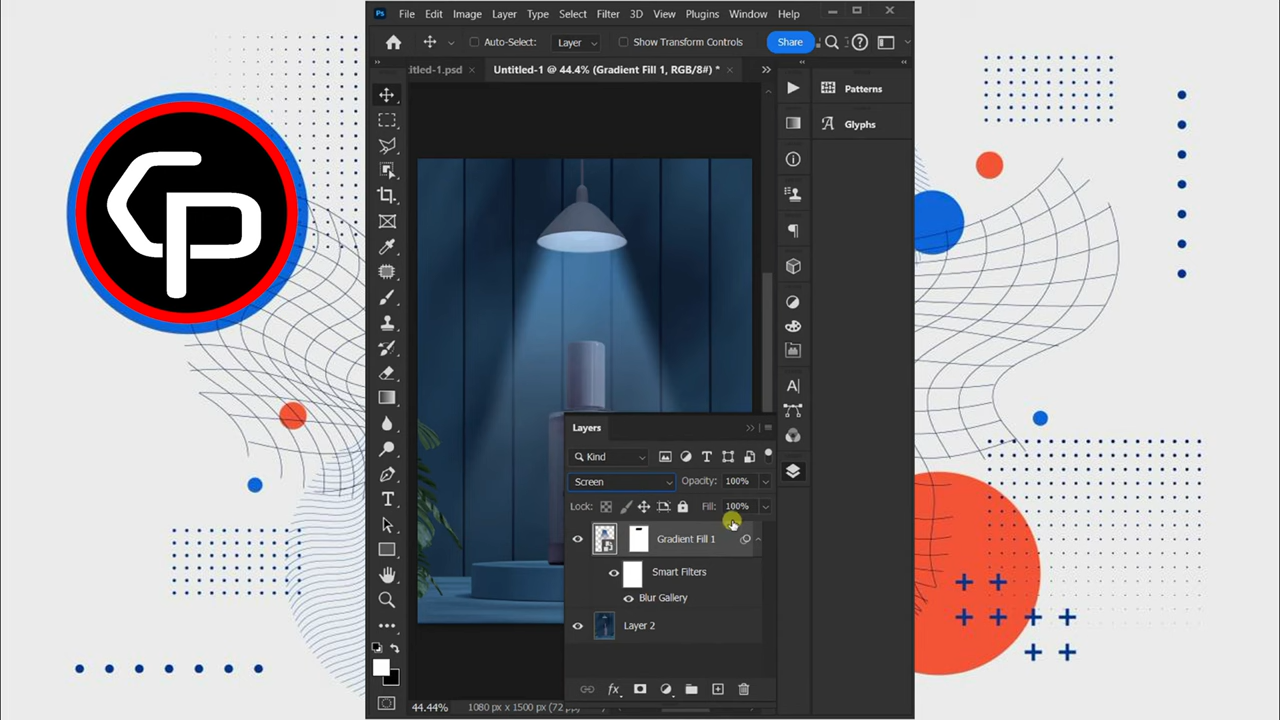 CP
Ps File Edit Image Layer Type Select Filter 3D View Plugins Window Help
Auto-Select: Layer Show Transform Controls Share
itled-1.psd × Untitled-1 @ 44.4% (Gradient Fill 1, RGB/8#) * ×
Patterns
Glyphs
Layers
Kind
Screen Opacity: 100%
Lock: Fill: 100%
Gradient Fill 1
Smart Filters
Blur Gallery
Layer 2
fx
44.44% 1080 px x 1500 px (72 ppi)